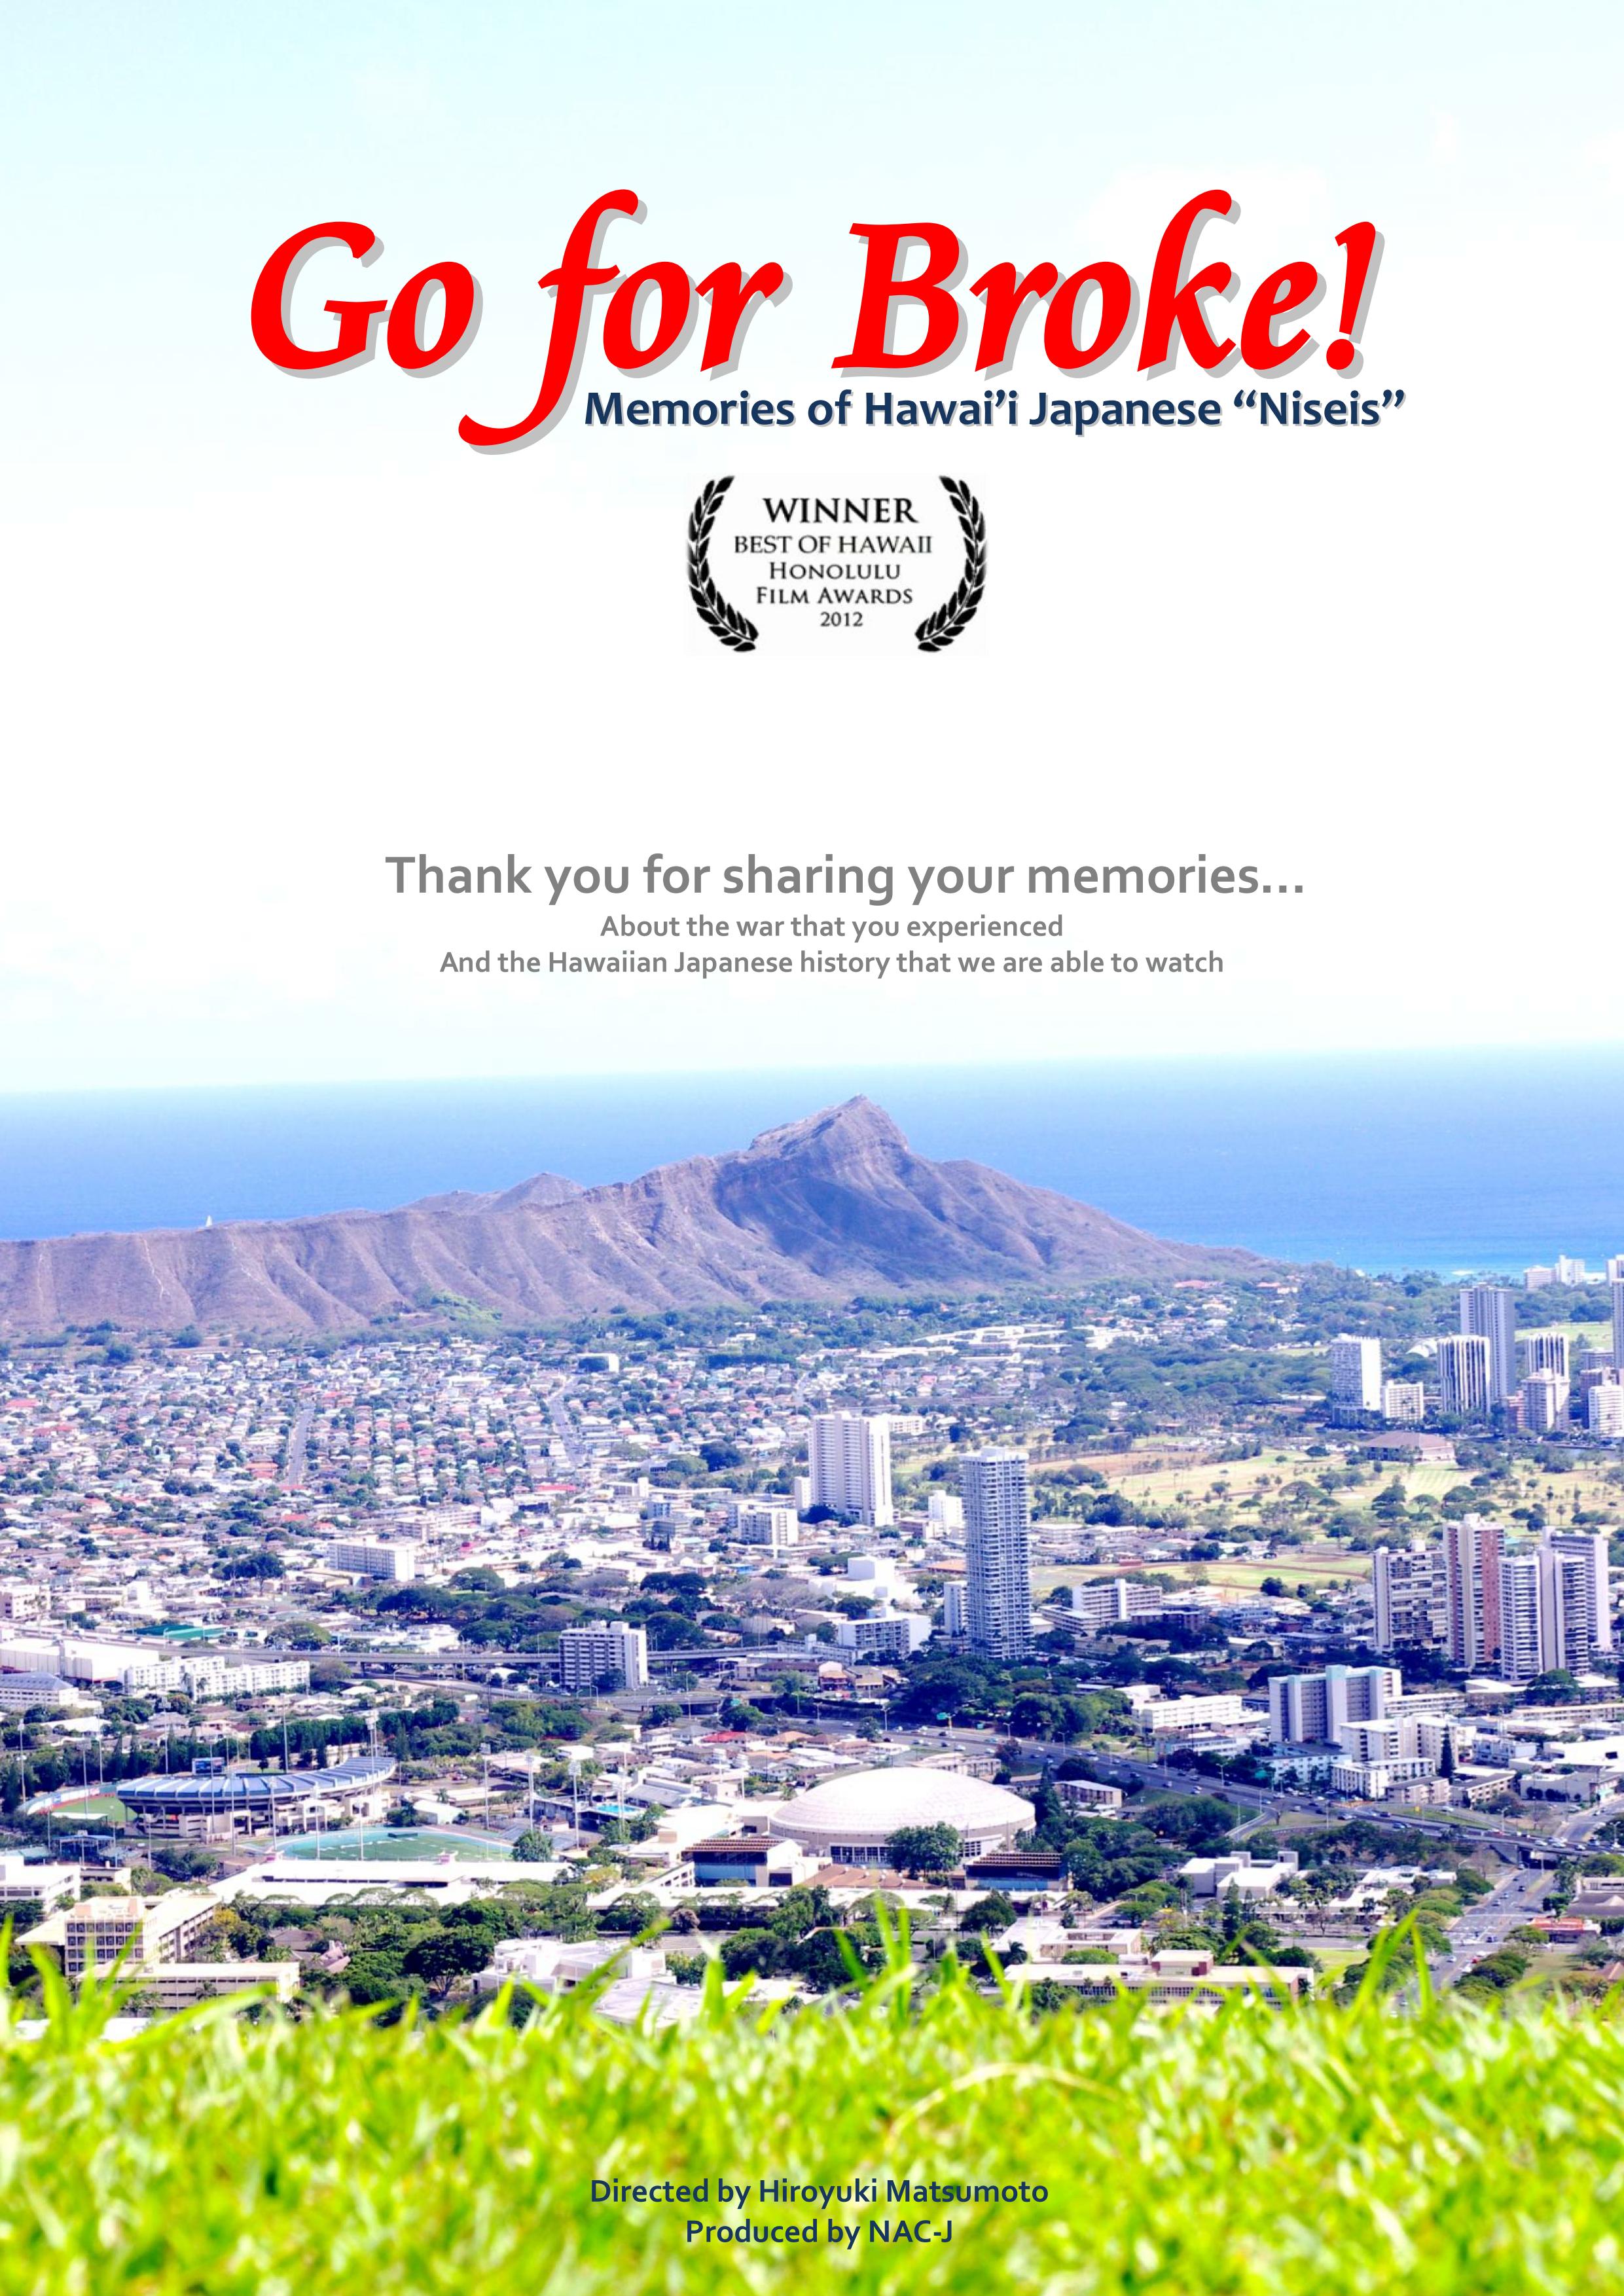 Go for Broke!
Memories of Hawai’i Japanese “Niseis”
WINNER
BEST OF HAWAII
HONOLULU
FILM AWARDS
2012
Thank you for sharing your memories...
About the war that you experienced
And the Hawaiian Japanese history that we are able to watch
Directed by Hiroyuki Matsumoto
Produced by NAC-J